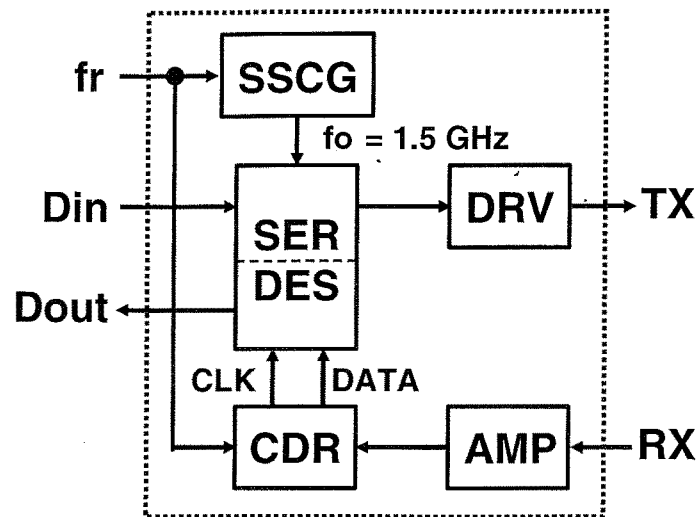 fr
SSCG
fo = 1.5 GHz
Din
SER
DRV
TX
DES
Dout
CLK
DATA
CDR
AMP
RX